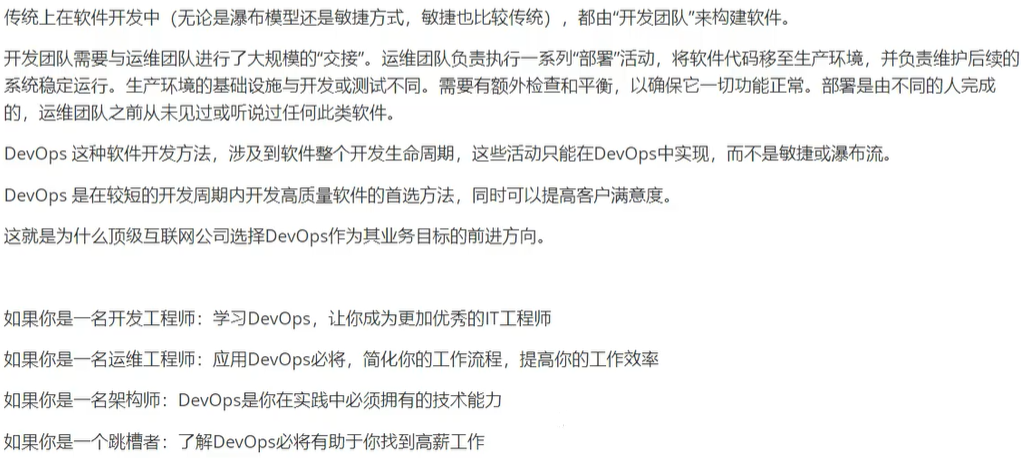 传统上在软件开发中（无论是瀑布模型还是敏捷方式，敏捷也比较传统），都由“开发团队”来构建软件。
开发团队需要与运维团队进行了大规模的“交接”。运维团队负责执行一系列“部署”活动，将软件代码移至生产环境，并负责维护后续的
系统稳定运行。生产环境的基础设施与开发或测试不同。需要有额外检查和平衡，以确保它一切功能正常。部署是由不同的人完成
的，运维团队之前从未见过或听说过任何此类软件。
DevOps 这种软件开发方法，涉及到软件整个开发生命周期，这些活动只能在DevOps中实现，而不是敏捷或瀑布流。
DevOps 是在较短的开发周期内开发高质量软件的首选方法，同时可以提高客户满意度。
这就是为什么顶级互联网公司选择DevOps作为其业务目标的前进方向。
如果你是一名开发工程师：学习DevOps，让你成为更加优秀的IT工程师
如果你是一名运维工程师：应用DevOps必将，简化你的工作流程，提高你的工作效率
如果你是一名架构师：DevOps是你在实践中必须拥有的技术能力
如果你是一个跳槽者：了解DevOps必将有助于你找到高薪工作